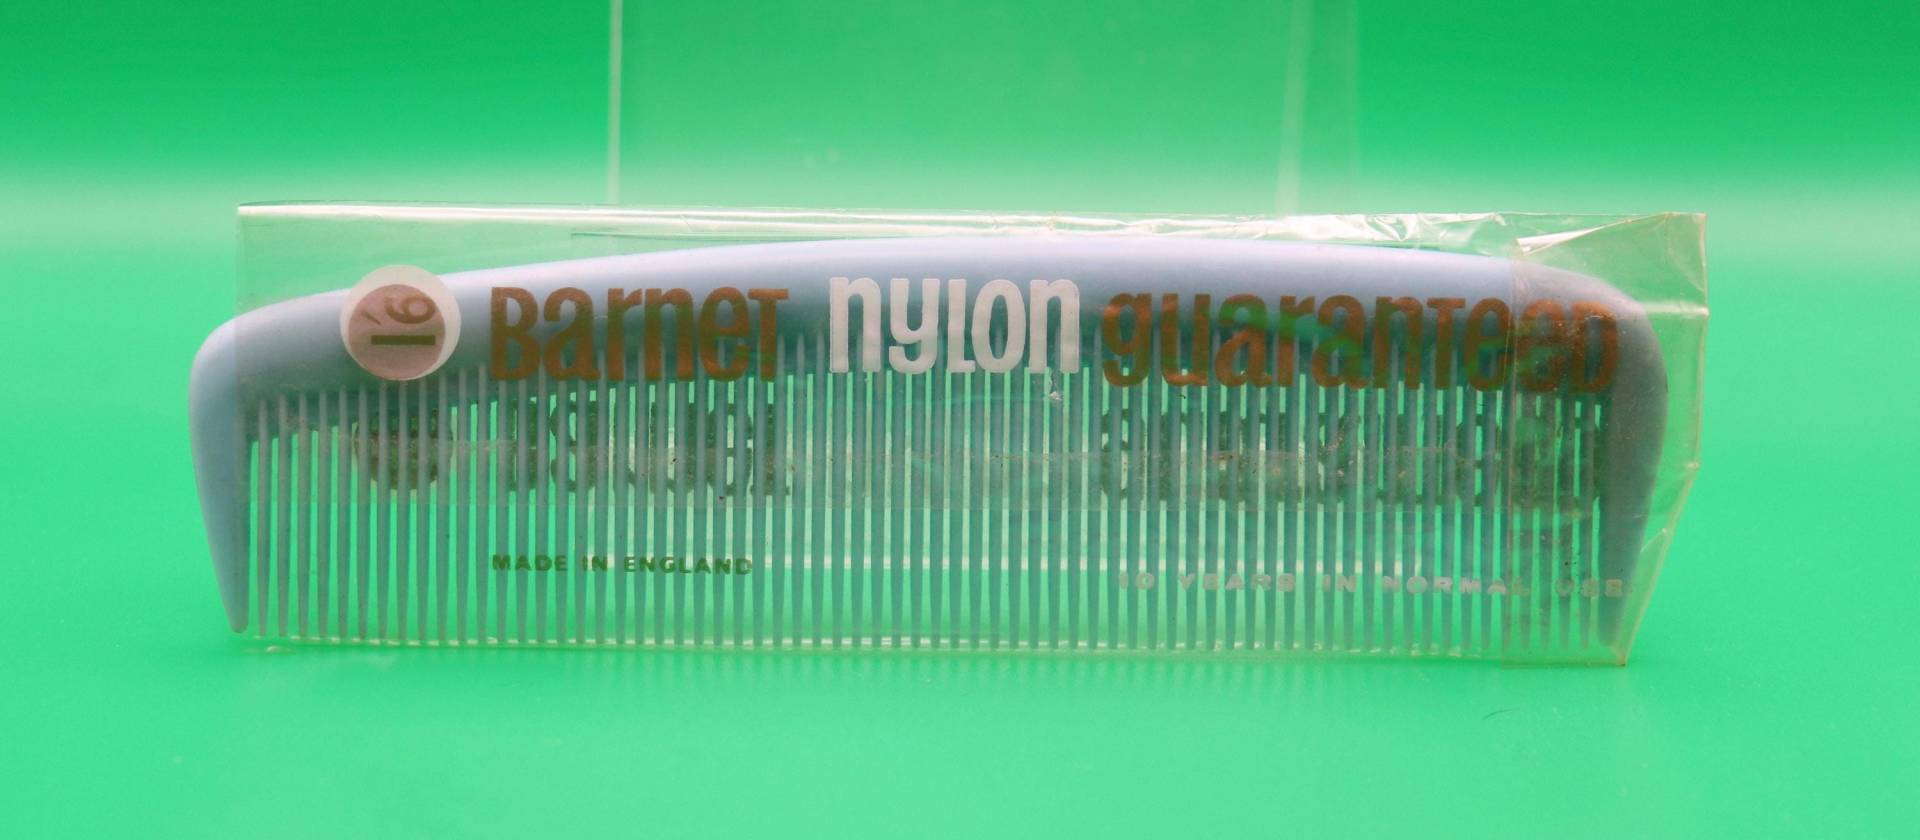 1'6
Barnet nylon guaranteed
MADE IN ENGLAND
10 YEARS IN NORMAL USE